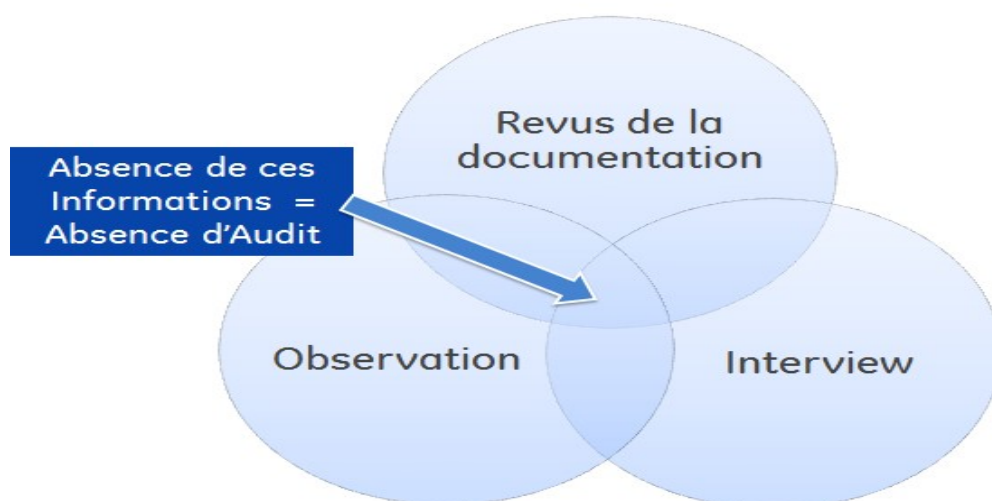 Revus de la
documentation
Absence de ces
Informations =
Absence d'Audit
Observation
Interview